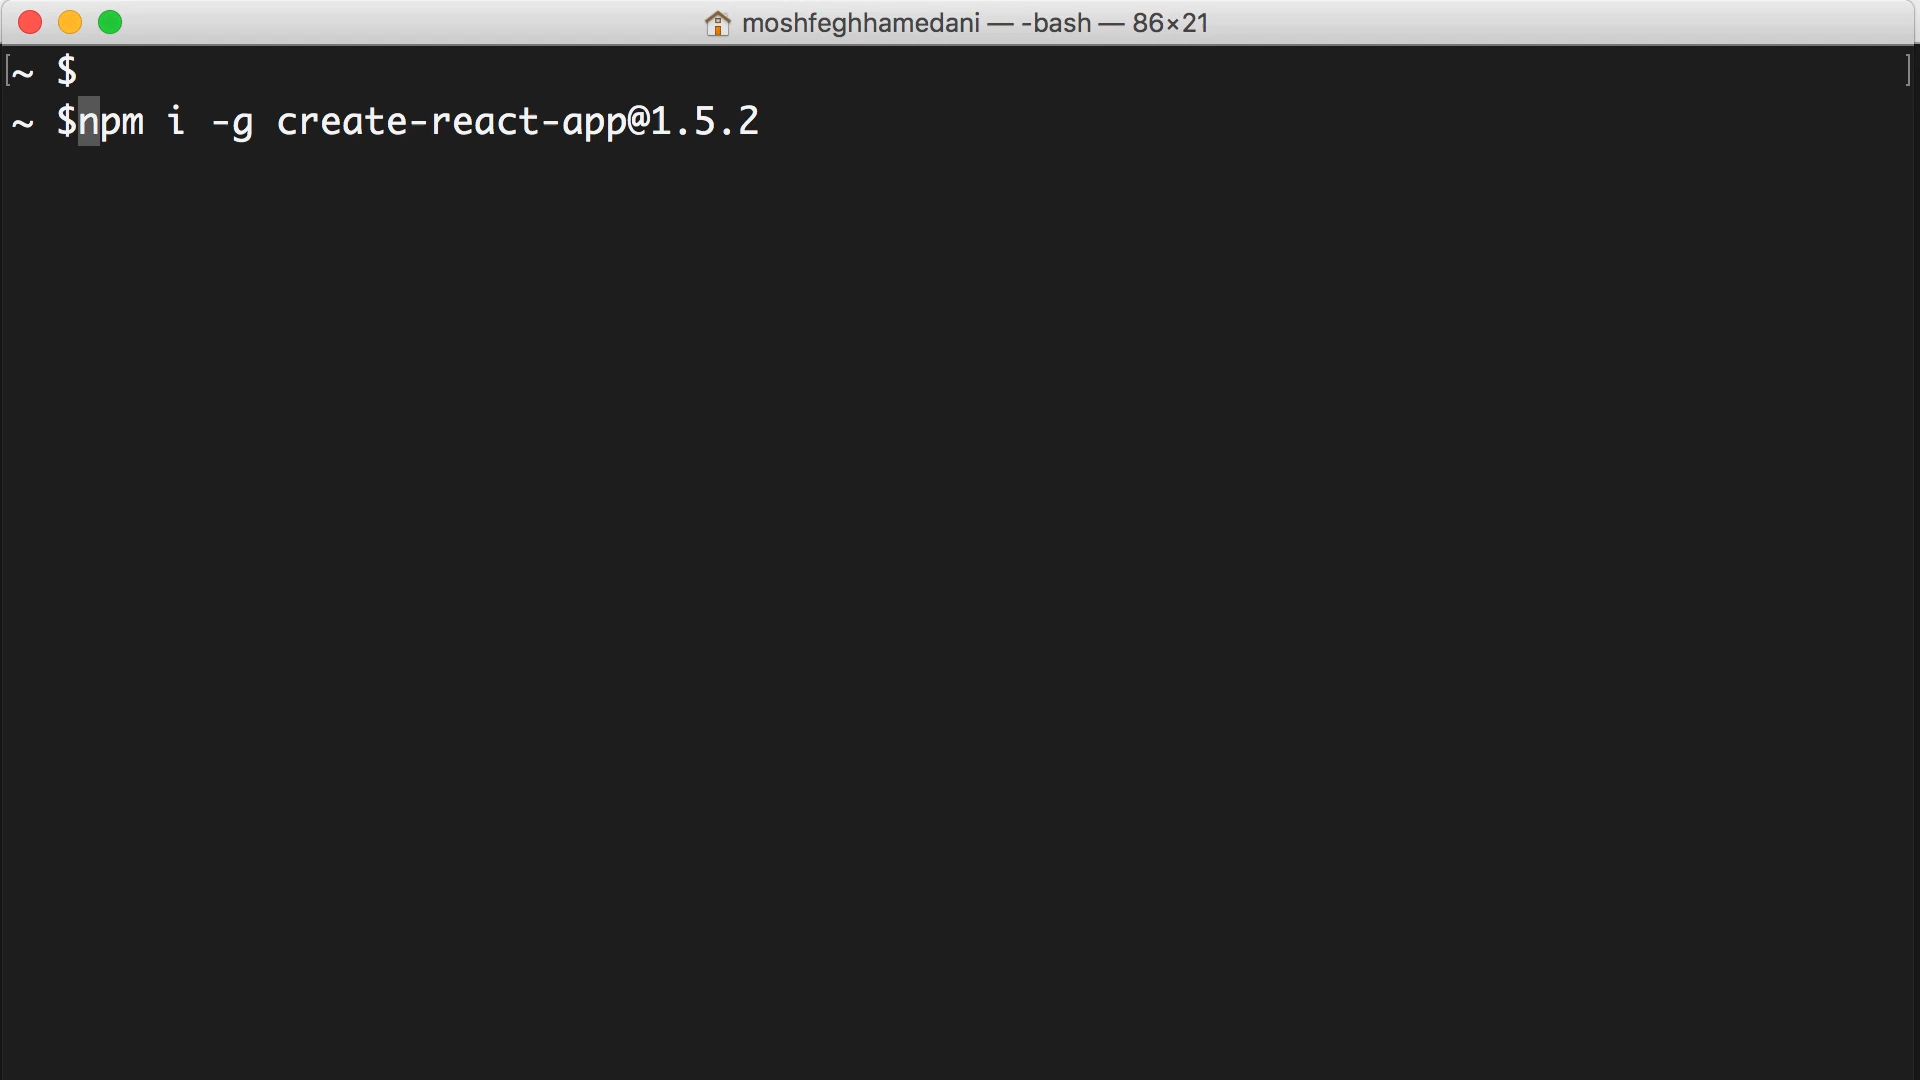 moshfeghhamedani — -bash — 86×21
[~ $ ]
~ $npm i -g create-react-app@1.5.2